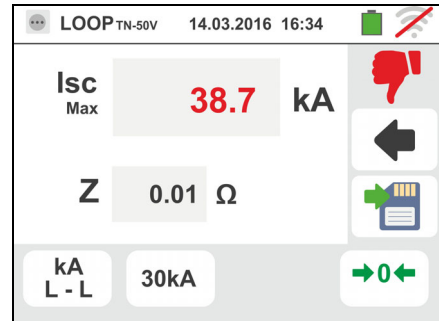 LOOP TN-50V 14.03.2016 16:34
Isc
Max
38.7 kA
Z 0.01 Ω
kA
L - L
30kA
➜0←